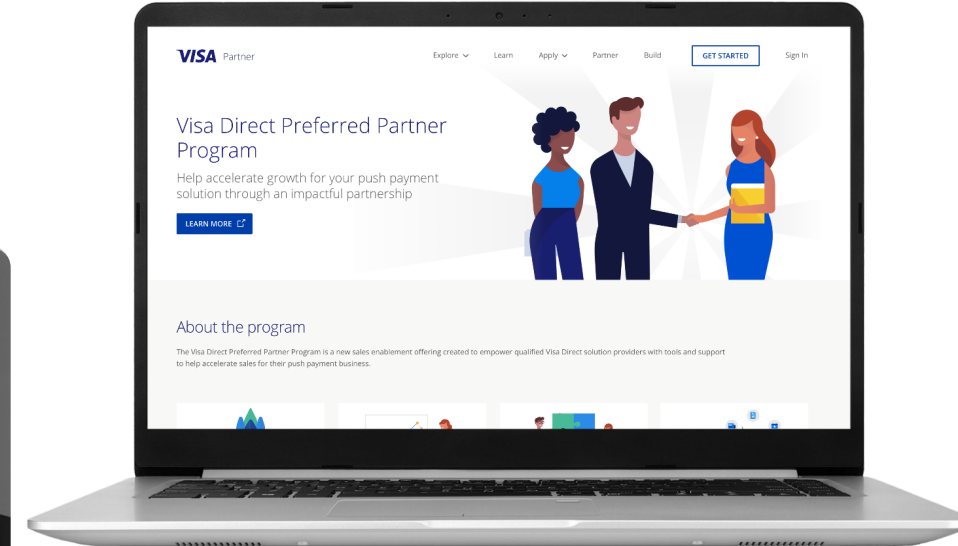 VISA Partner
Explore Learn Apply Partner Build GET STARTED Sign In
Visa Direct Preferred Partner
Program
Help accelerate growth for your push payment
solution through an impactful partnership
LEARN MORE
About the program
The Visa Direct Preferred Partner Program is a new sales enablement offering created to empower qualified Visa Direct solution providers with tools and support
to help accelerate sales for their push payment business.